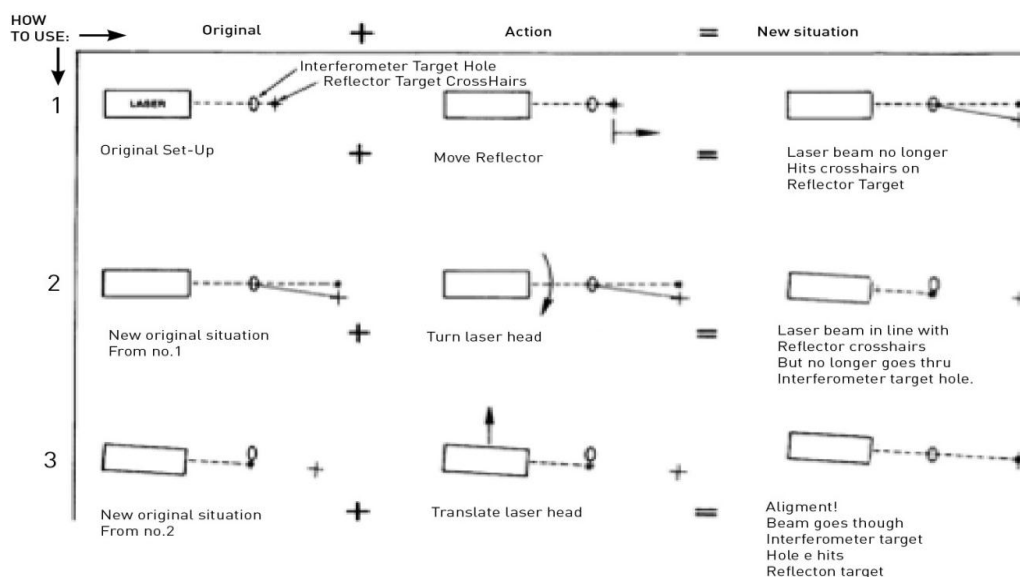 HOW
TO USE:
Original + Action = New situation
Interferometer Target Hole
Reflector Target CrossHairs
1
LASER
Original Set-Up
+
Move Reflector
=
Laser beam no longer
Hits crosshairs on
Reflector Target
2
New original situation
From no.1
+
Turn laser head
=
Laser beam in line with
Reflector crosshairs
But no longer goes thru
Interferometer target hole.
3
New original situation
From no.2
+
Translate laser head
=
Aligment!
Beam goes though
Interferometer target
Hole e hits
Reflecton target